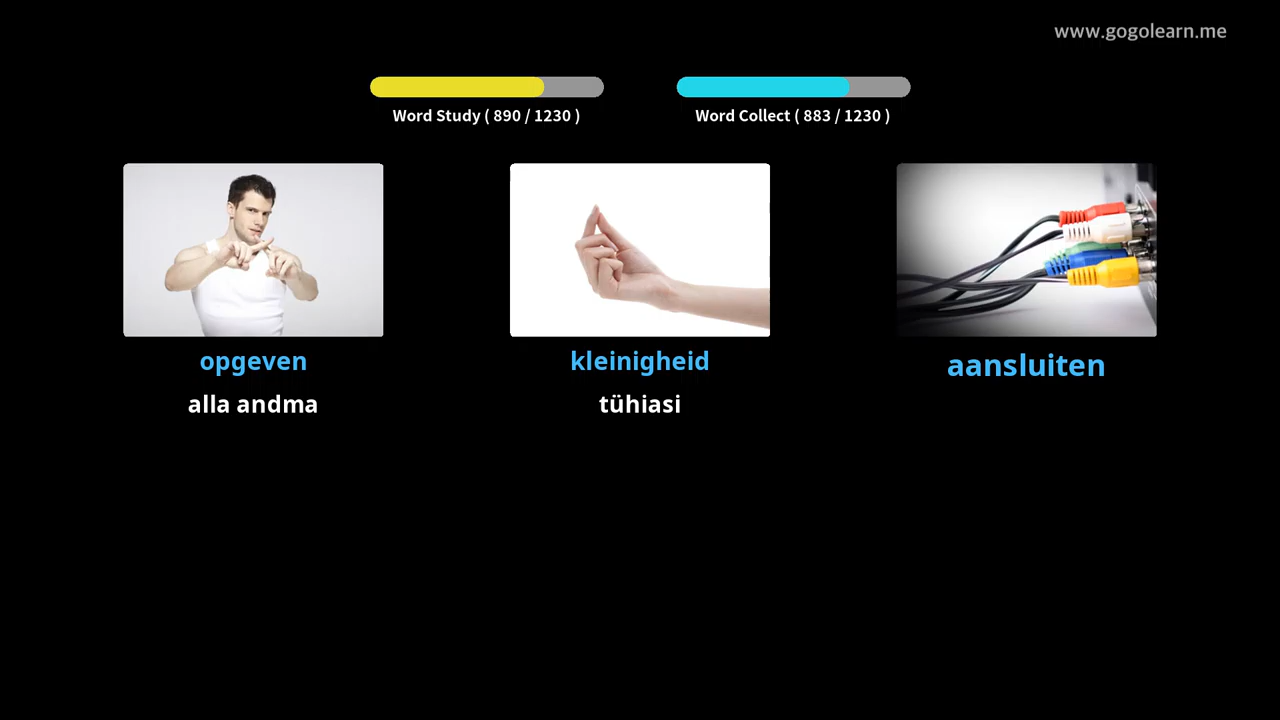 www.gogolearn.me
Word Study ( 890 / 1230 )
Word Collect ( 883 / 1230 )
opgeven
kleinigheid
aansluiten
alla andma
tühiasi